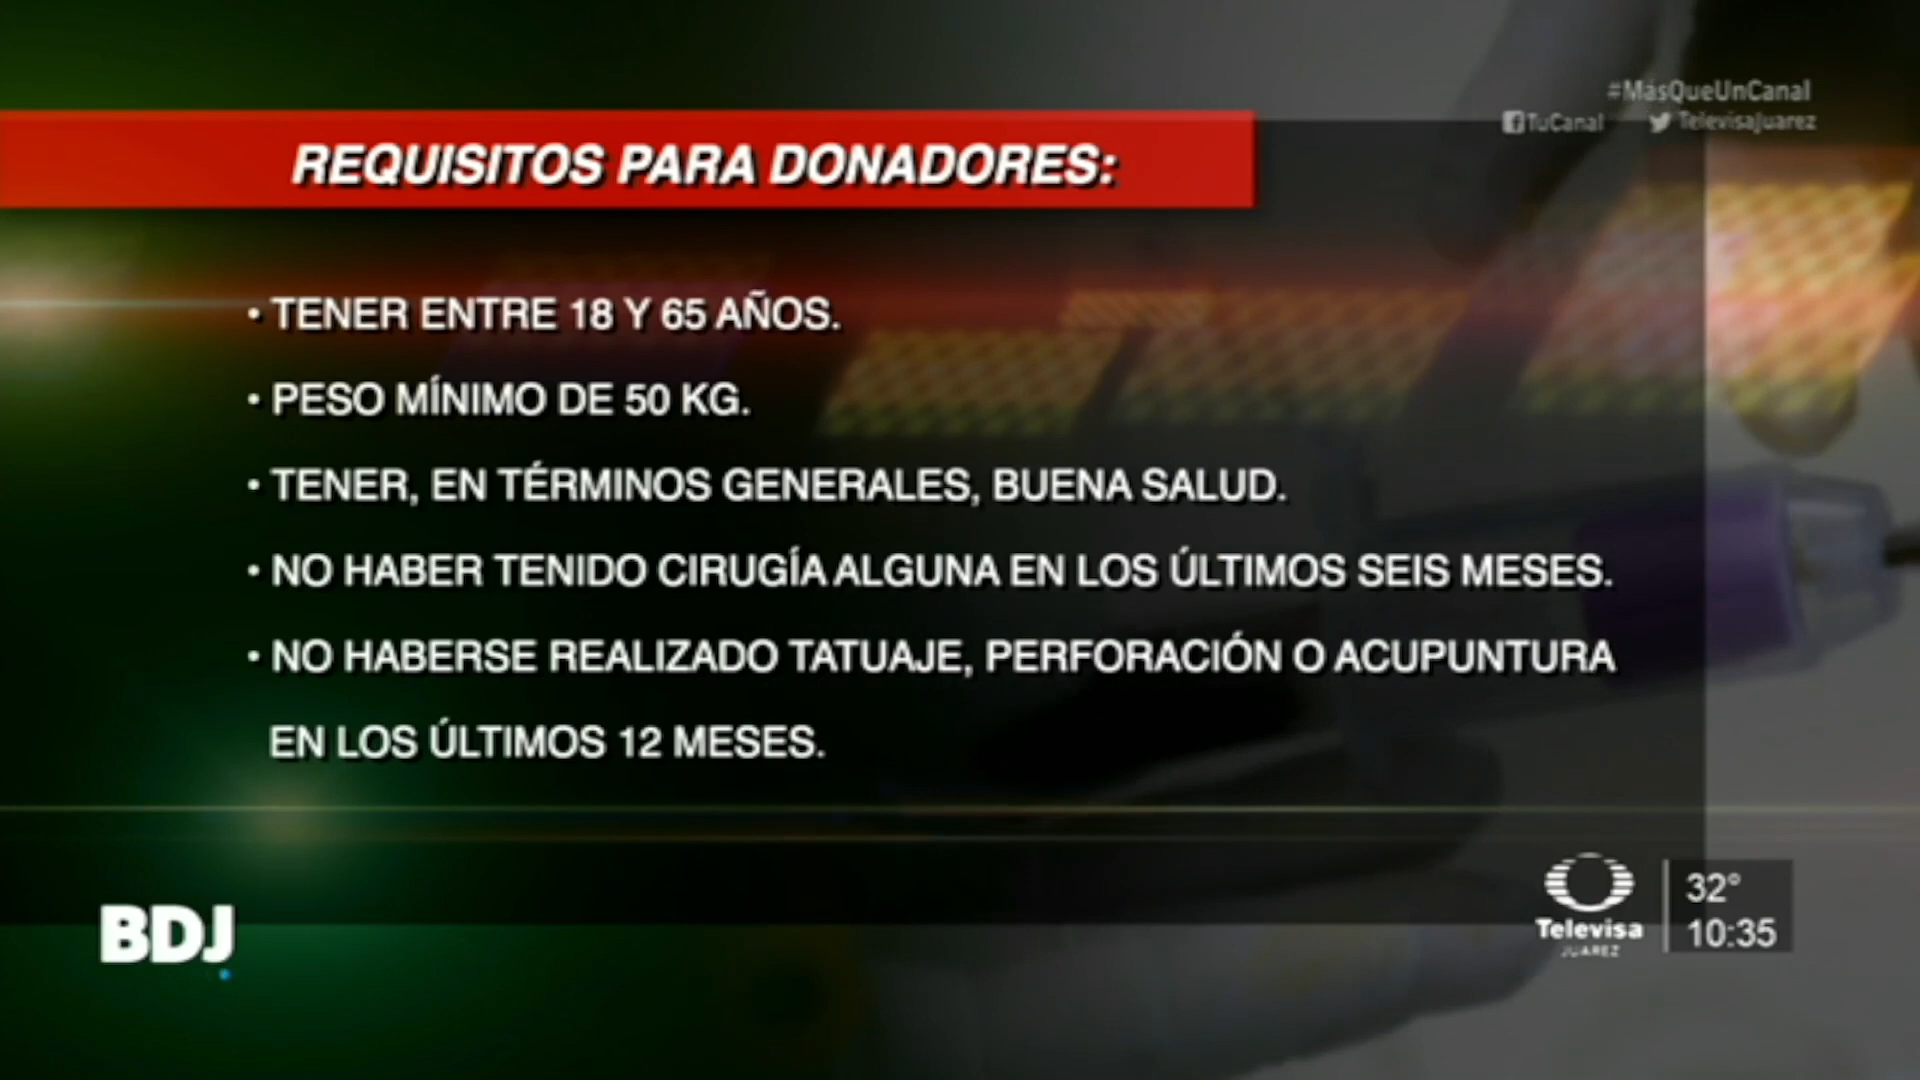 #MásQueUnCanal
TuCanal TelevisaJuarez
REQUISITOS PARA DONADORES:
• TENER ENTRE 18 Y 65 AÑOS.
• PESO MÍNIMO DE 50 KG.
• TENER, EN TÉRMINOS GENERALES, BUENA SALUD.
• NO HABER TENIDO CIRUGÍA ALGUNA EN LOS ÚLTIMOS SEIS MESES.
• NO HABERSE REALIZADO TATUAJE, PERFORACIÓN O ACUPUNTURA
EN LOS ÚLTIMOS 12 MESES.
BDJ
Televisa
JUAREZ
32°
10:35